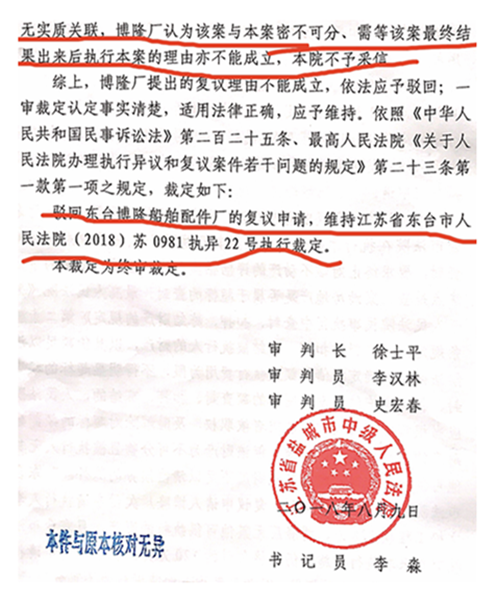 无实质关联，博隆厂认为该案与本案密不可分、需等该案最终结
果出来后执行本案的理由亦不能成立，本院不予采信。
综上，博隆厂提出的复议理由不能成立，依法应予驳回；一
审裁定认定事实清楚，适用法律正确，应予维持。依照《中华人
民共和国民事诉讼法》第二百二十五条、最高人民法院《关于人
民法院办理执行异议和复议案件若干问题的规定》第二十三条第
一款第一项之规定，裁定如下：
驳回东台博隆船舶配件厂的复议申请，维持江苏省东台市人
民法院（2018）苏 0981 执异 22 号执行裁定。
本裁定为终审裁定。
审 判 长 徐士平
审 判 员 李汉林
审 判 员 史宏春
江苏省盐城市中级人民法院
二〇一八年八月九日
本件与原本核对无异
书 记 员 李 淼